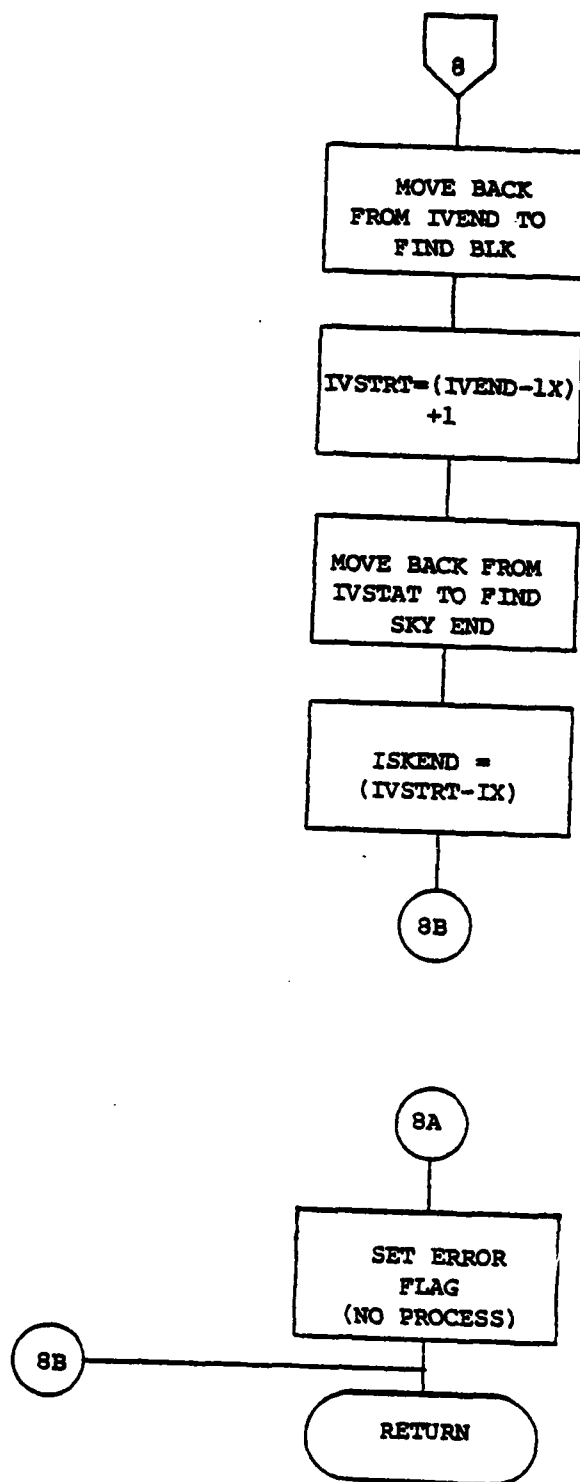 8
MOVE BACK
FROM IVEND TO
FIND BLK
IVSTRT=(IVEND-1X)
+1
MOVE BACK FROM
IVSTAT TO FIND
SKY END
ISKEND =
(IVSTRT-IX)
8B
8A
SET ERROR
FLAG
(NO PROCESS)
8B
RETURN